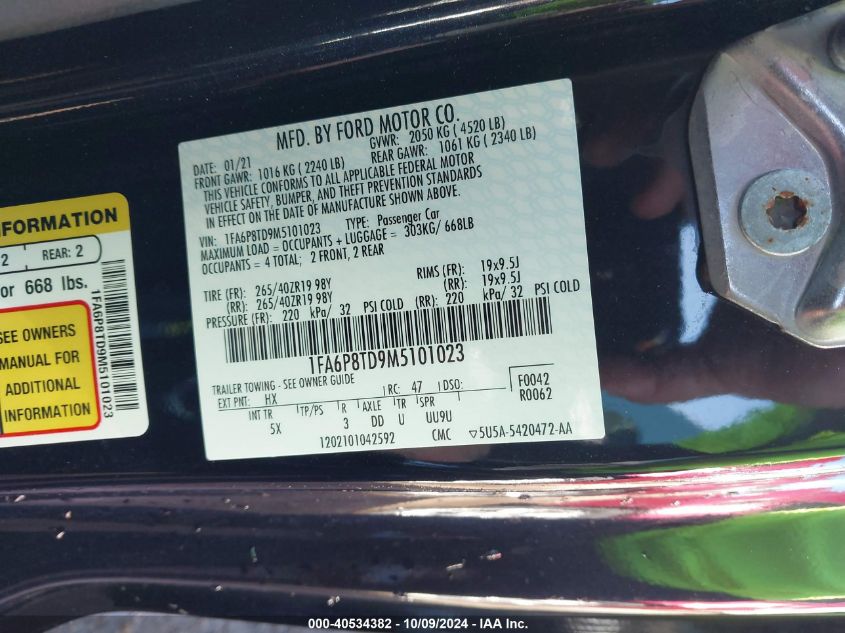 MFD. BY FORD MOTOR CO.
DATE: 01/21 GVWR: 2050 KG ( 4520 LB)
FRONT GAWR: 1016 KG ( 2240 LB) REAR GAWR: 1061 KG ( 2340 LB)
THIS VEHICLE CONFORMS TO ALL APPLICABLE FEDERAL MOTOR
VEHICLE SAFETY, BUMPER, AND THEFT PREVENTION STANDARDS
IN EFFECT ON THE DATE OF MANUFACTURE SHOWN ABOVE.
VIN: 1FA6P8TD9M5101023 TYPE: Passenger Car
MAXIMUM LOAD = OCCUPANTS + LUGGAGE = 303KG/ 668LB
OCCUPANTS = 4 TOTAL; 2 FRONT, 2 REAR
TIRE (FR): 265/40ZR19 98Y RIMS (FR): 19x9.5J
(RR): 265/40ZR19 98Y (RR): 19x9.5J
PRESSURE (FR): 220 kPa/ 32 PSI COLD (RR): 220 kPa/ 32 PSI COLD
1FA6P8TD9M5101023
TRAILER TOWING - SEE OWNER GUIDE
EXT PNT: HX RC: 47 DSO: F0042
R0062
INT TR TP/PS R AXLE TR SPR
5X 3 DD U UU9U
1202101042592 CMC ▽5U5A-5420472-AA
NFORMATION
2 REAR: 2
or 668 lbs.
SEE OWNERS
MANUAL FOR
ADDITIONAL
INFORMATION
1FA6P8TD9M5101023
000-40534382 - 10/09/2024 - IAA Inc.